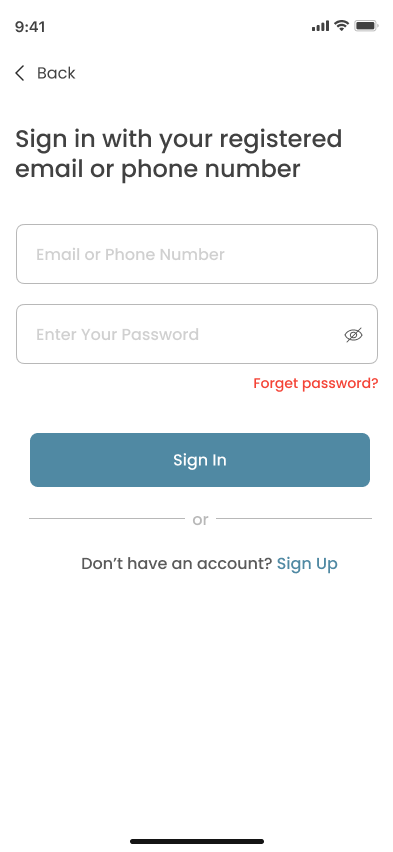 9:41
Back
Sign in with your registered
email or phone number
Email or Phone Number
Enter Your Password
Forget password?
Sign In
or
Don’t have an account? Sign Up